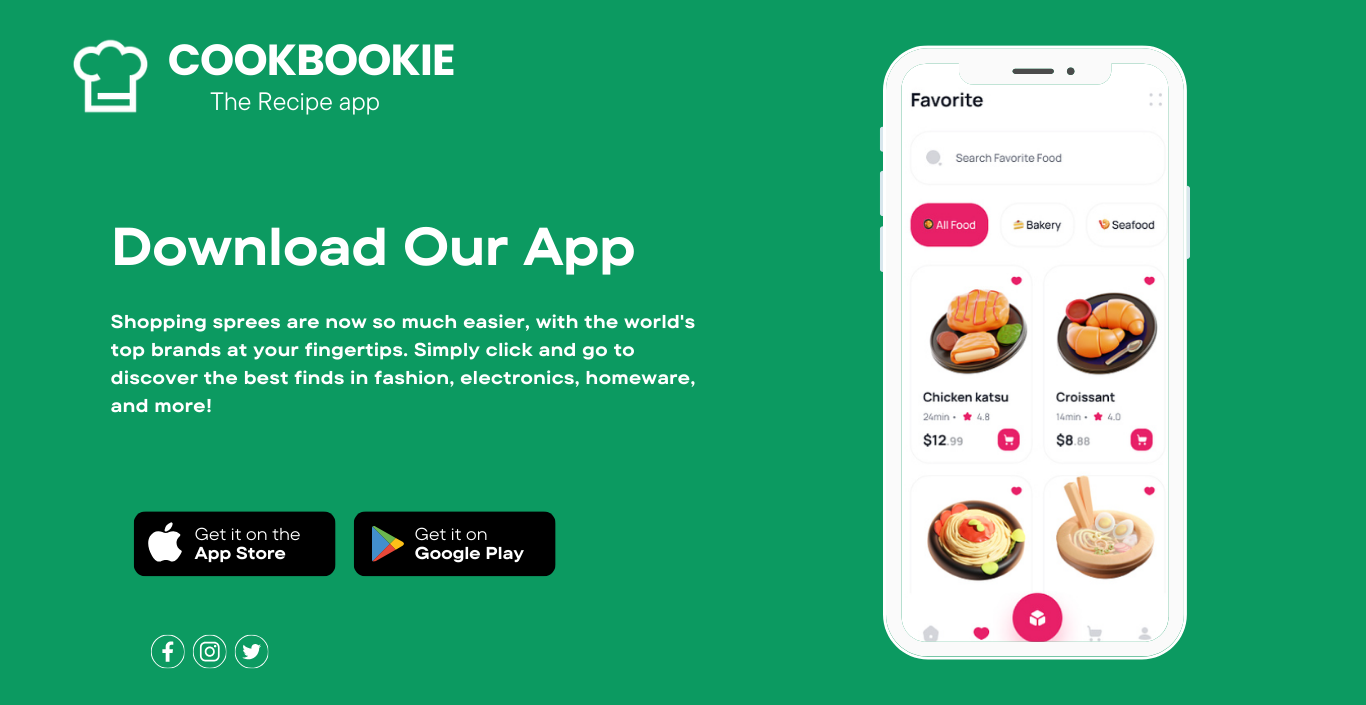 COOKBOOKIE
The Recipe app
Download Our App
Shopping sprees are now so much easier, with the world's
top brands at your fingertips. Simply click and go to
discover the best finds in fashion, electronics, homeware,
and more!
Get it on the
App Store
Get it on
Google Play
Favorite
Search Favorite Food
All Food
Bakery
Seafood
Chicken katsu
24min • 4.8
$12.99
Croissant
14min • 4.0
$8.88